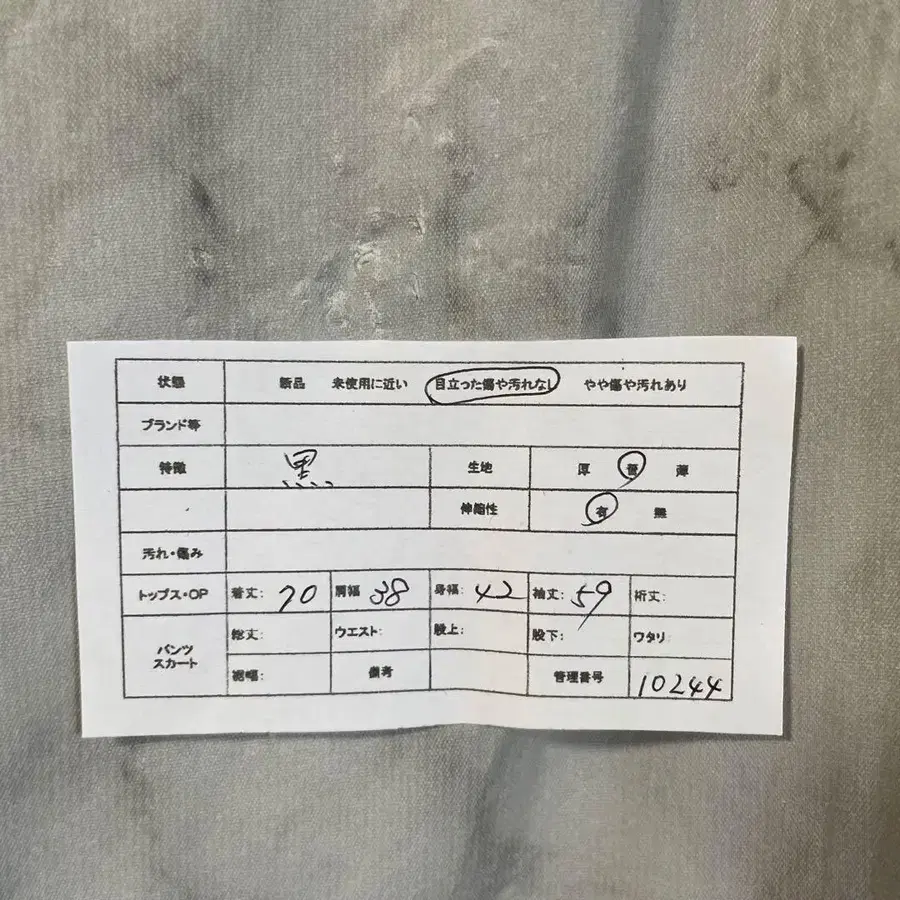 状態 新品 未使用に近い 目立った傷や汚れなし やや傷や汚れあり
ブランド等
特徴 黒、 生地 厚 普 薄
伸縮性 有 無
汚れ・傷み
トップス・OP 着丈: 70 肩幅 38 身幅: 42 袖丈: 59 裄丈:
パンツ スカート
総丈: ウエスト: 股上: 股下: ワタリ:
裾幅: 備考 管理番号 10244